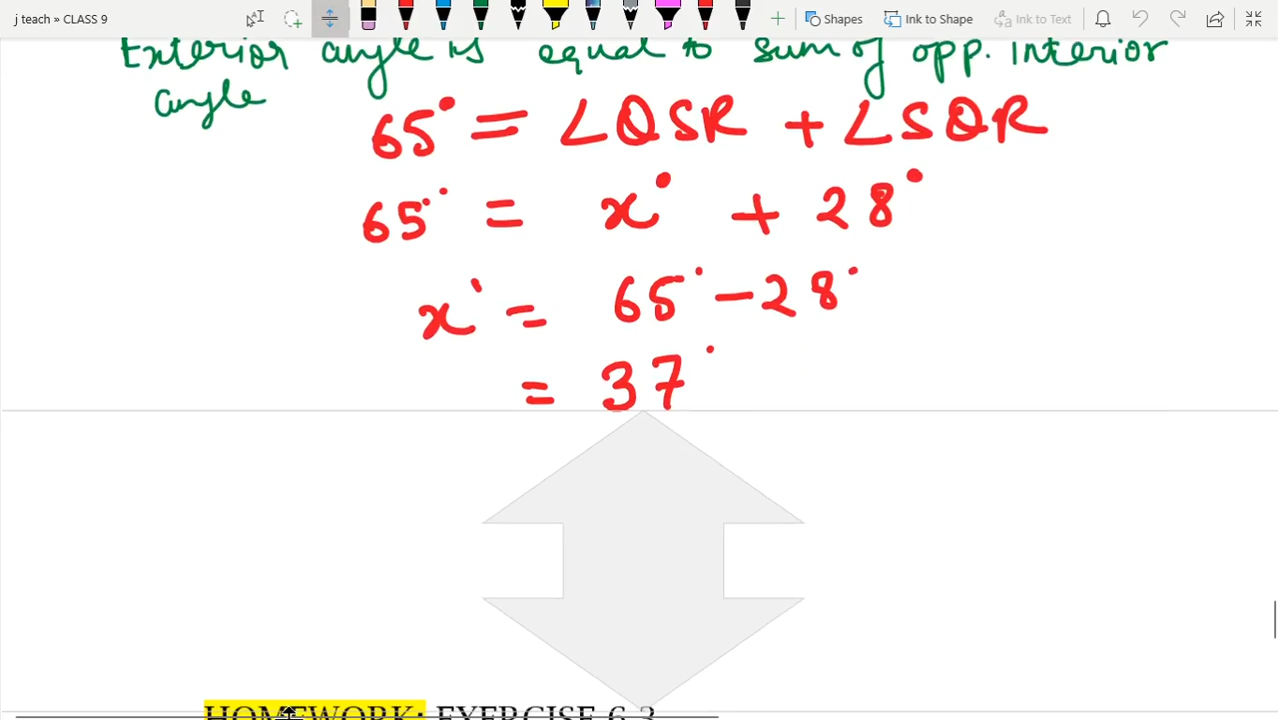 j teach » CLASS 9
Shapes
Ink to Shape
Ink to Text
Exterior angle is equal to sum of opp. interior
angle
65° = ∠QSR + ∠SQR
65° = x° + 28°
x° = 65° - 28°
= 37°
HOMEWORK: EXERCISE 6.3